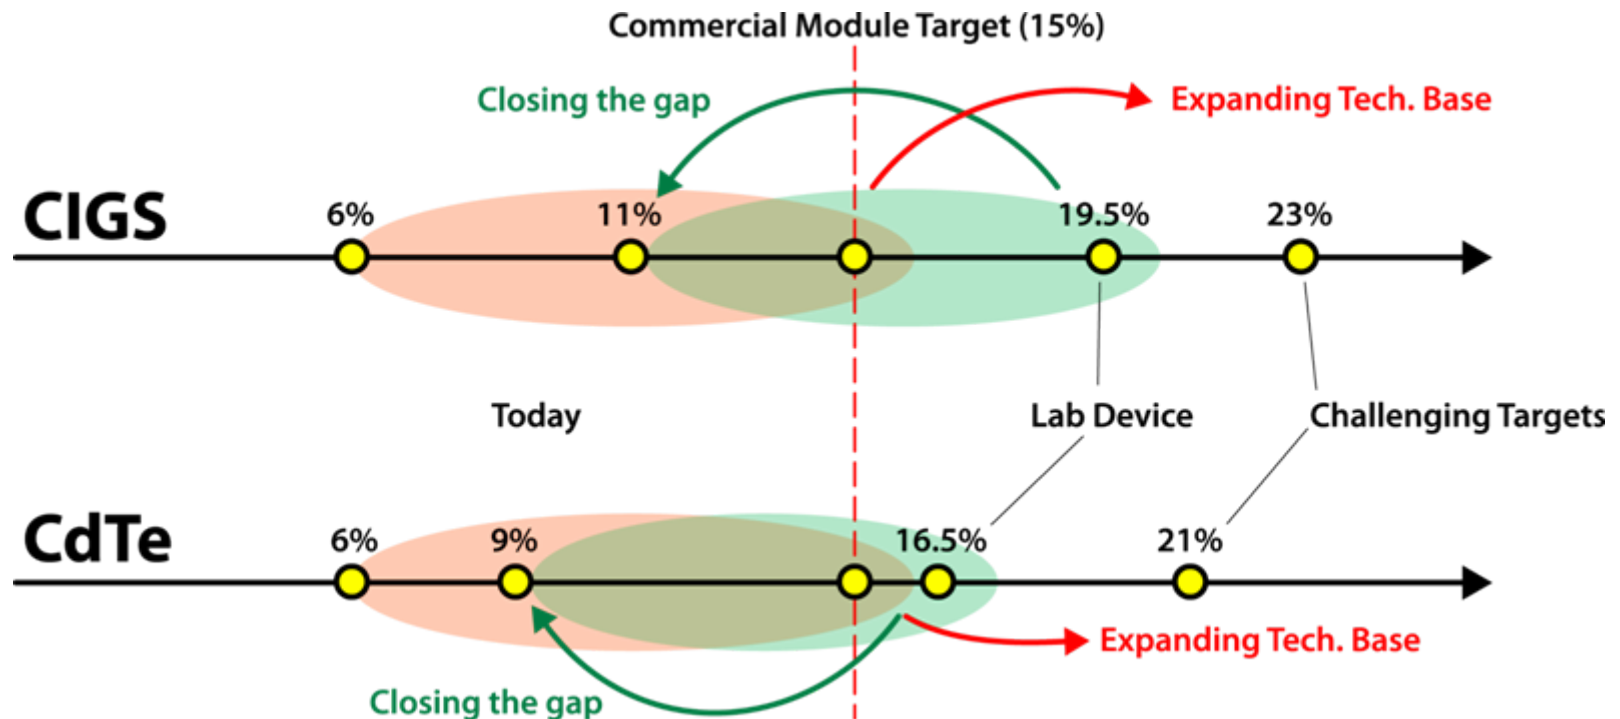 Commercial Module Target (15%)
Closing the gap
Expanding Tech. Base
CIGS
6%
11%
19.5%
23%
Today
Lab Device
Challenging Targets
CdTe
6%
9%
16.5%
21%
Expanding Tech. Base
Closing the gap